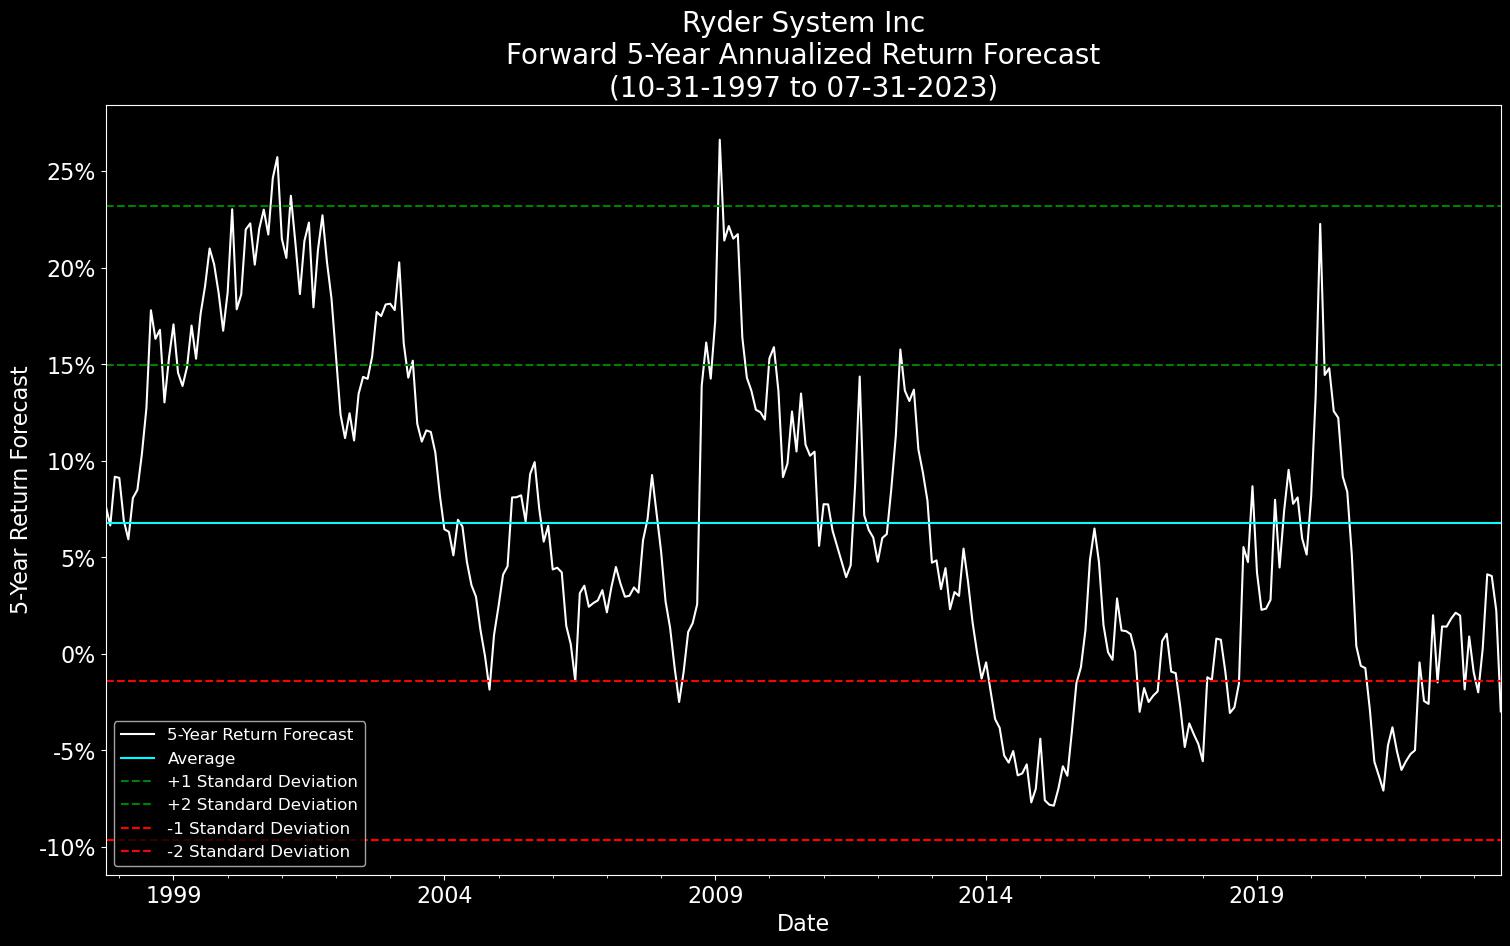 Ryder System Inc
Forward 5-Year Annualized Return Forecast
(10-31-1997 to 07-31-2023)
25%
20%
15%
10%
5%
0%
-5%
-10%
5-Year Return Forecast
5-Year Return Forecast
Average
+1 Standard Deviation
+2 Standard Deviation
-1 Standard Deviation
-2 Standard Deviation
1999 2004 2009 2014 2019
Date